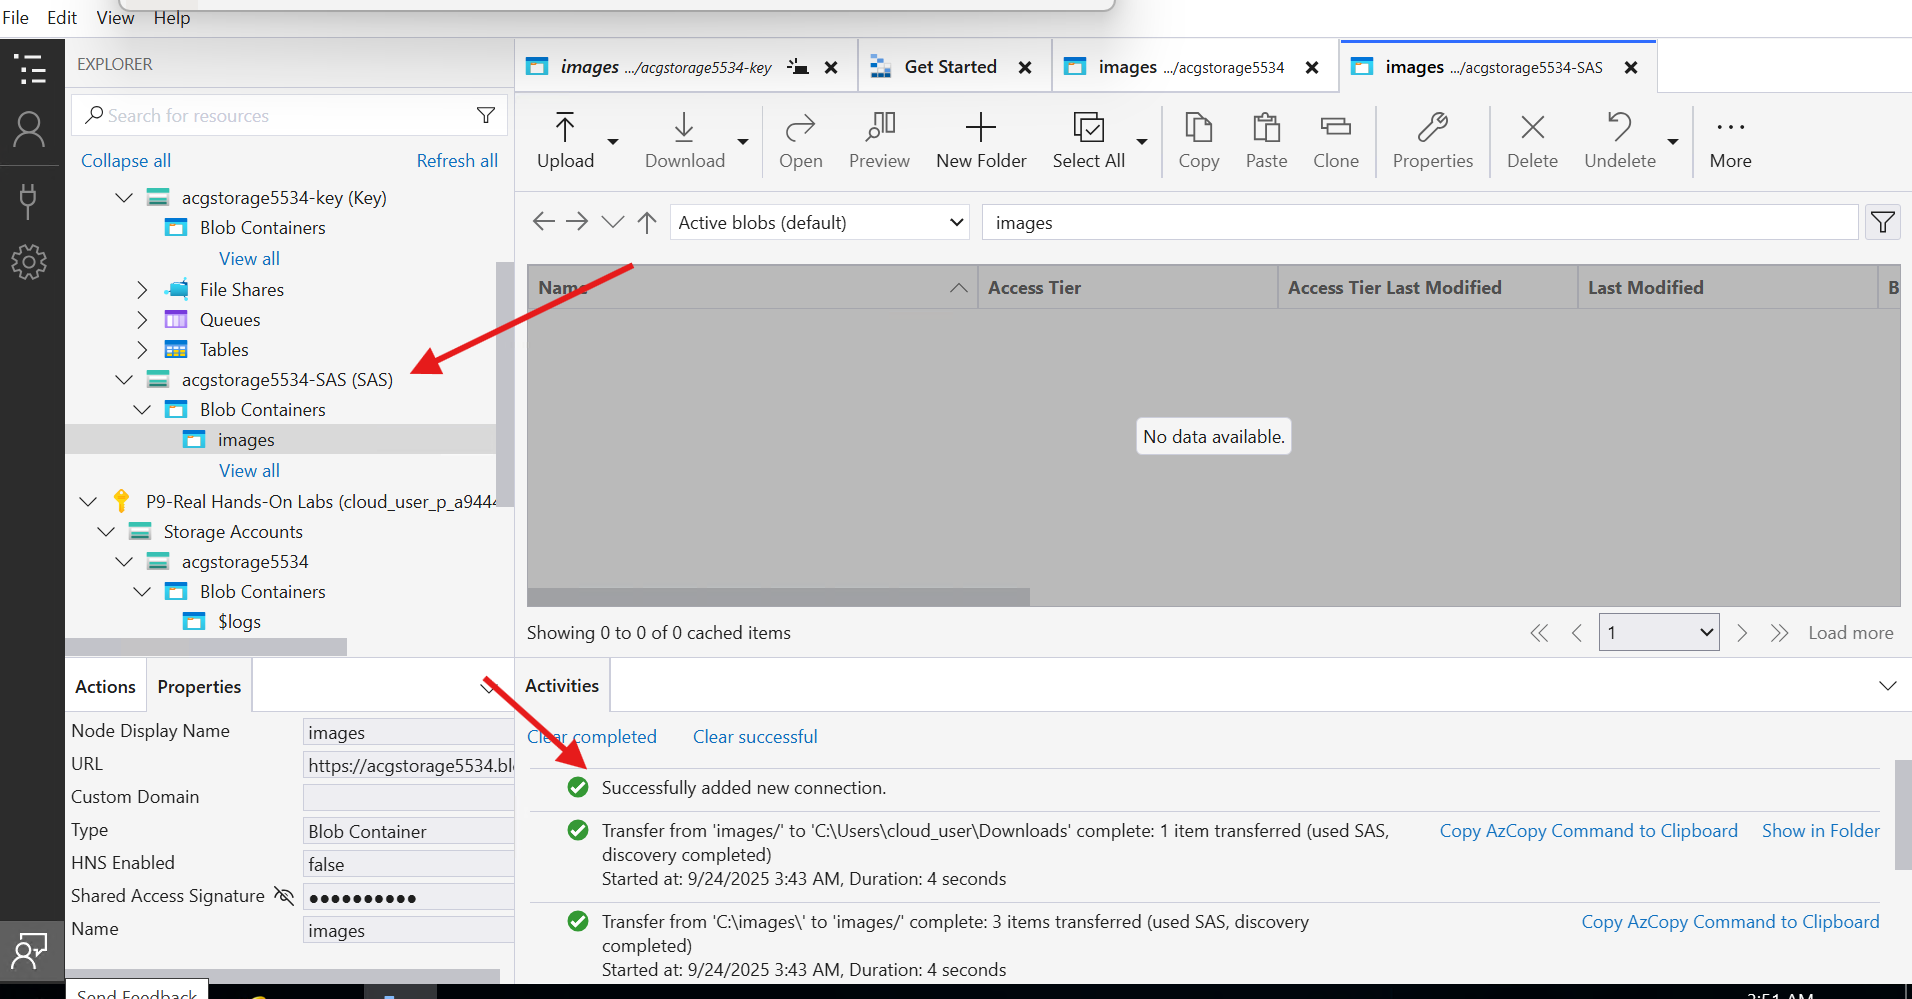 File Edit View Help
EXPLORER
Search for resources
Collapse all Refresh all
acgstorage5534-key (Key)
Blob Containers
View all
File Shares
Queues
Tables
acgstorage5534-SAS (SAS)
Blob Containers
images
View all
P9-Real Hands-On Labs (cloud_user_p_a944
Storage Accounts
acgstorage5534
Blob Containers
$logs
Actions Properties
Node Display Name images
URL https://acgstorage5534.bl
Custom Domain
Type Blob Container
HNS Enabled false
Shared Access Signature ●●●●●●●●●●
Name images
Send Feedback
images .../acgstorage5534-key Get Started images .../acgstorage5534 images .../acgstorage5534-SAS
Upload Download Open Preview New Folder Select All Copy Paste Clone Properties Delete Undelete More
Active blobs (default) images
Name Access Tier Access Tier Last Modified Last Modified B
No data available.
Showing 0 to 0 of 0 cached items 1 Load more
Activities
Clear completed Clear successful
Successfully added new connection.
Transfer from 'images/' to 'C:\Users\cloud_user\Downloads' complete: 1 item transferred (used SAS, Copy AzCopy Command to Clipboard Show in Folder
discovery completed)
Started at: 9/24/2025 3:43 AM, Duration: 4 seconds
Transfer from 'C:\images\' to 'images/' complete: 3 items transferred (used SAS, discovery Copy AzCopy Command to Clipboard
completed)
Started at: 9/24/2025 3:43 AM, Duration: 4 seconds